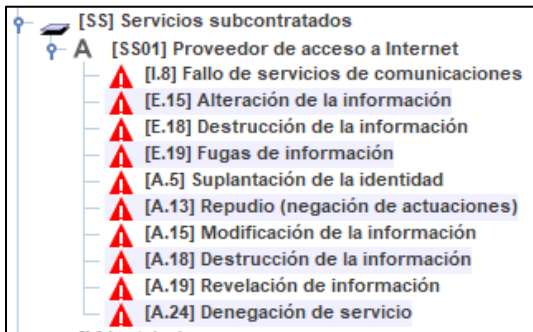 [SS] Servicios subcontratados
A [SS01] Proveedor de acceso a Internet
[I.8] Fallo de servicios de comunicaciones
[E.15] Alteración de la información
[E.18] Destrucción de la información
[E.19] Fugas de información
[A.5] Suplantación de la identidad
[A.13] Repudio (negación de actuaciones)
[A.15] Modificación de la información
[A.18] Destrucción de la información
[A.19] Revelación de información
[A.24] Denegación de servicio